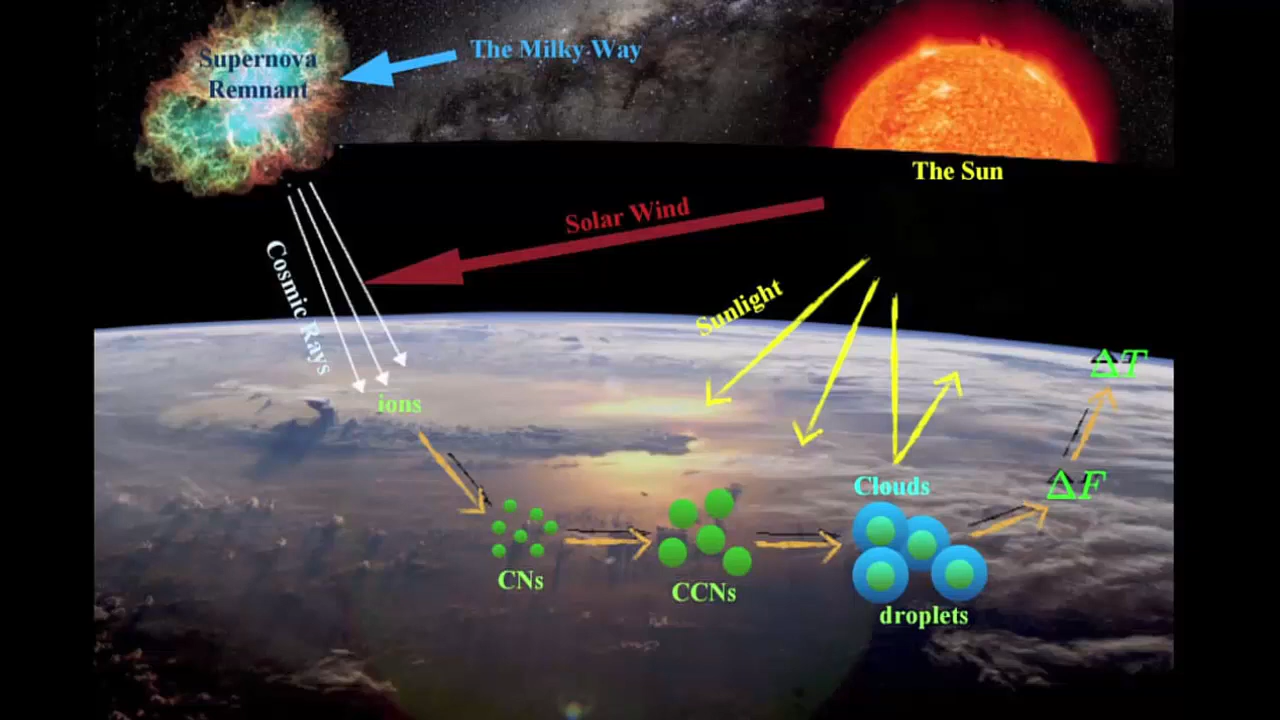 Supernova
Remnant
The Milky Way
The Sun
Solar Wind
Cosmic Rays
Sunlight
ions
ΔT
Clouds
ΔF
CNs
CCNs
droplets